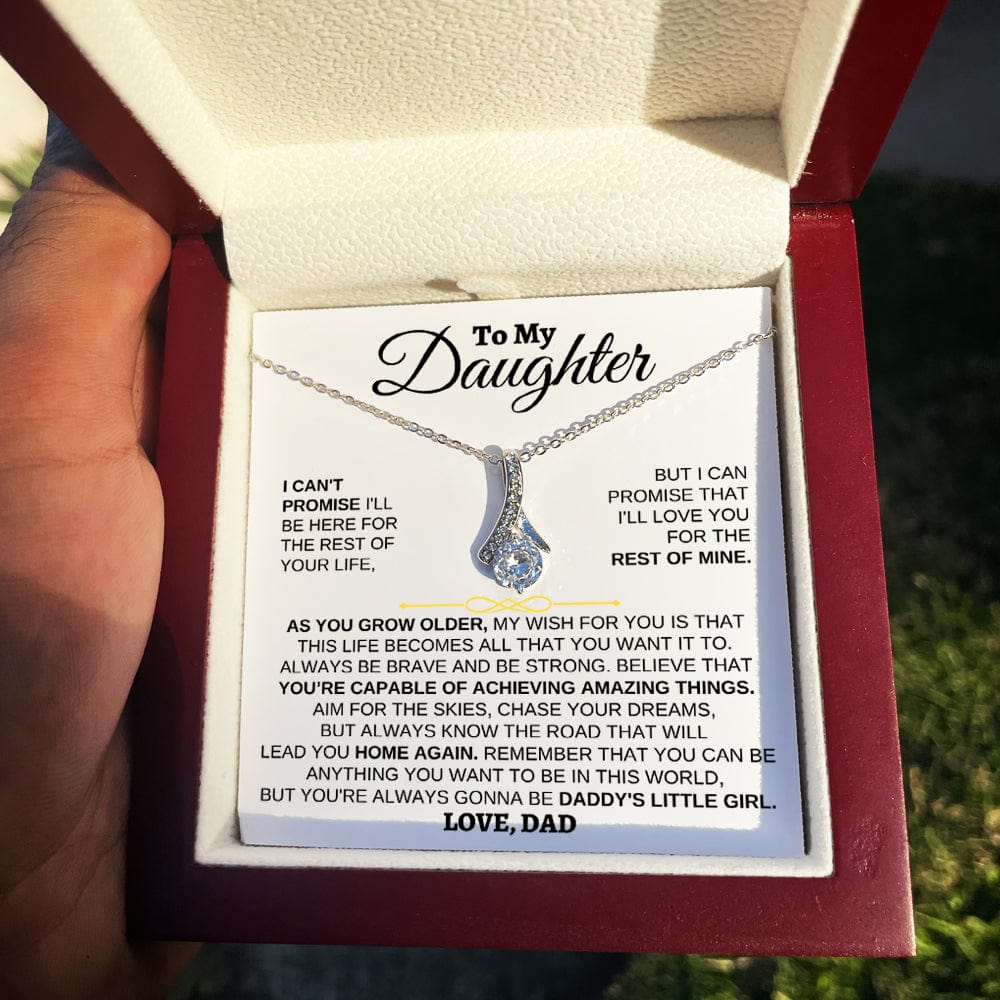 To My
Daughter
I CAN'T
PROMISE I'LL
BE HERE FOR
THE REST OF
YOUR LIFE,
BUT I CAN
PROMISE THAT
I'LL LOVE YOU
FOR THE
REST OF MINE.
AS YOU GROW OLDER, MY WISH FOR YOU IS THAT
THIS LIFE BECOMES ALL THAT YOU WANT IT TO.
ALWAYS BE BRAVE AND BE STRONG. BELIEVE THAT
YOU'RE CAPABLE OF ACHIEVING AMAZING THINGS.
AIM FOR THE SKIES, CHASE YOUR DREAMS,
BUT ALWAYS KNOW THE ROAD THAT WILL
LEAD YOU HOME AGAIN. REMEMBER THAT YOU CAN BE
ANYTHING YOU WANT TO BE IN THIS WORLD,
BUT YOU'RE ALWAYS GONNA BE DADDY'S LITTLE GIRL.
LOVE, DAD